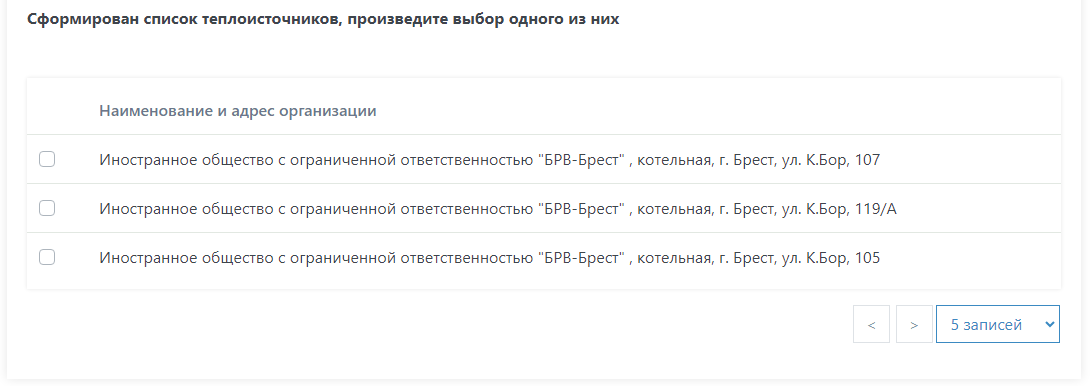 Сформирован список теплоисточников, произведите выбор одного из них
Наименование и адрес организации
Иностранное общество с ограниченной ответственностью "БРВ-Брест" , котельная, г. Брест, ул. К.Бор, 107
Иностранное общество с ограниченной ответственностью "БРВ-Брест" , котельная, г. Брест, ул. К.Бор, 119/А
Иностранное общество с ограниченной ответственностью "БРВ-Брест" , котельная, г. Брест, ул. К.Бор, 105
< > 5 записей